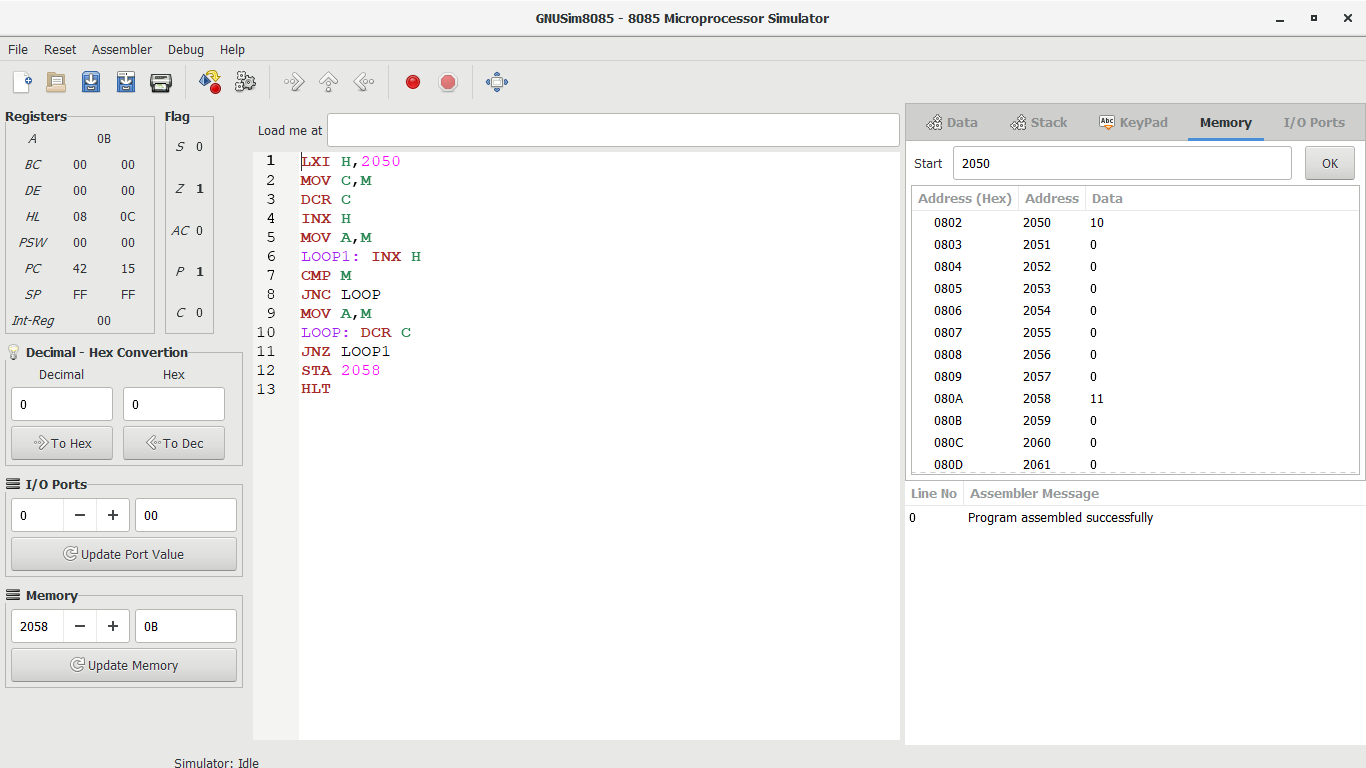 GNUSim8085 - 8085 Microprocessor Simulator
File Reset Assembler Debug Help
Registers
A 0B
BC 00 00
DE 00 00
HL 08 0C
PSW 00 00
PC 42 15
SP FF FF
Int-Reg 00
Flag
S 0
Z 1
AC 0
P 1
C 0
Decimal - Hex Convertion
Decimal Hex
0 0
To Hex To Dec
I/O Ports
0 − + 00
Update Port Value
Memory
2058 − + 0B
Update Memory
Load me at
1 LXI H,2050
2 MOV C,M
3 DCR C
4 INX H
5 MOV A,M
6 LOOP1: INX H
7 CMP M
8 JNC LOOP
9 MOV A,M
10 LOOP: DCR C
11 JNZ LOOP1
12 STA 2058
13 HLT
Data Stack Abc KeyPad Memory I/O Ports
Start 2050 OK
Address (Hex) Address Data
0802 2050 10
0803 2051 0
0804 2052 0
0805 2053 0
0806 2054 0
0807 2055 0
0808 2056 0
0809 2057 0
080A 2058 11
080B 2059 0
080C 2060 0
080D 2061 0
Line No Assembler Message
0 Program assembled successfully
Simulator: Idle